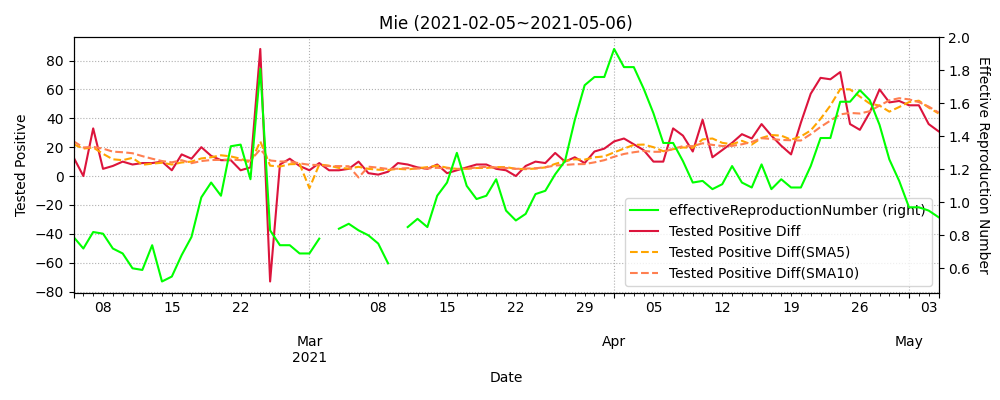 Mie (2021-02-05~2021-05-06)
Tested Positive
80
60
40
20
0
−20
−40
−60
−80
2.0
1.8
1.6
1.4
1.2
1.0
0.8
0.6
Effective Reproduction Number
effectiveReproductionNumber (right)
Tested Positive Diff
Tested Positive Diff(SMA5)
Tested Positive Diff(SMA10)
08 15 22 08 15 22 29 05 12 19 26 03
Mar Apr May
2021
Date